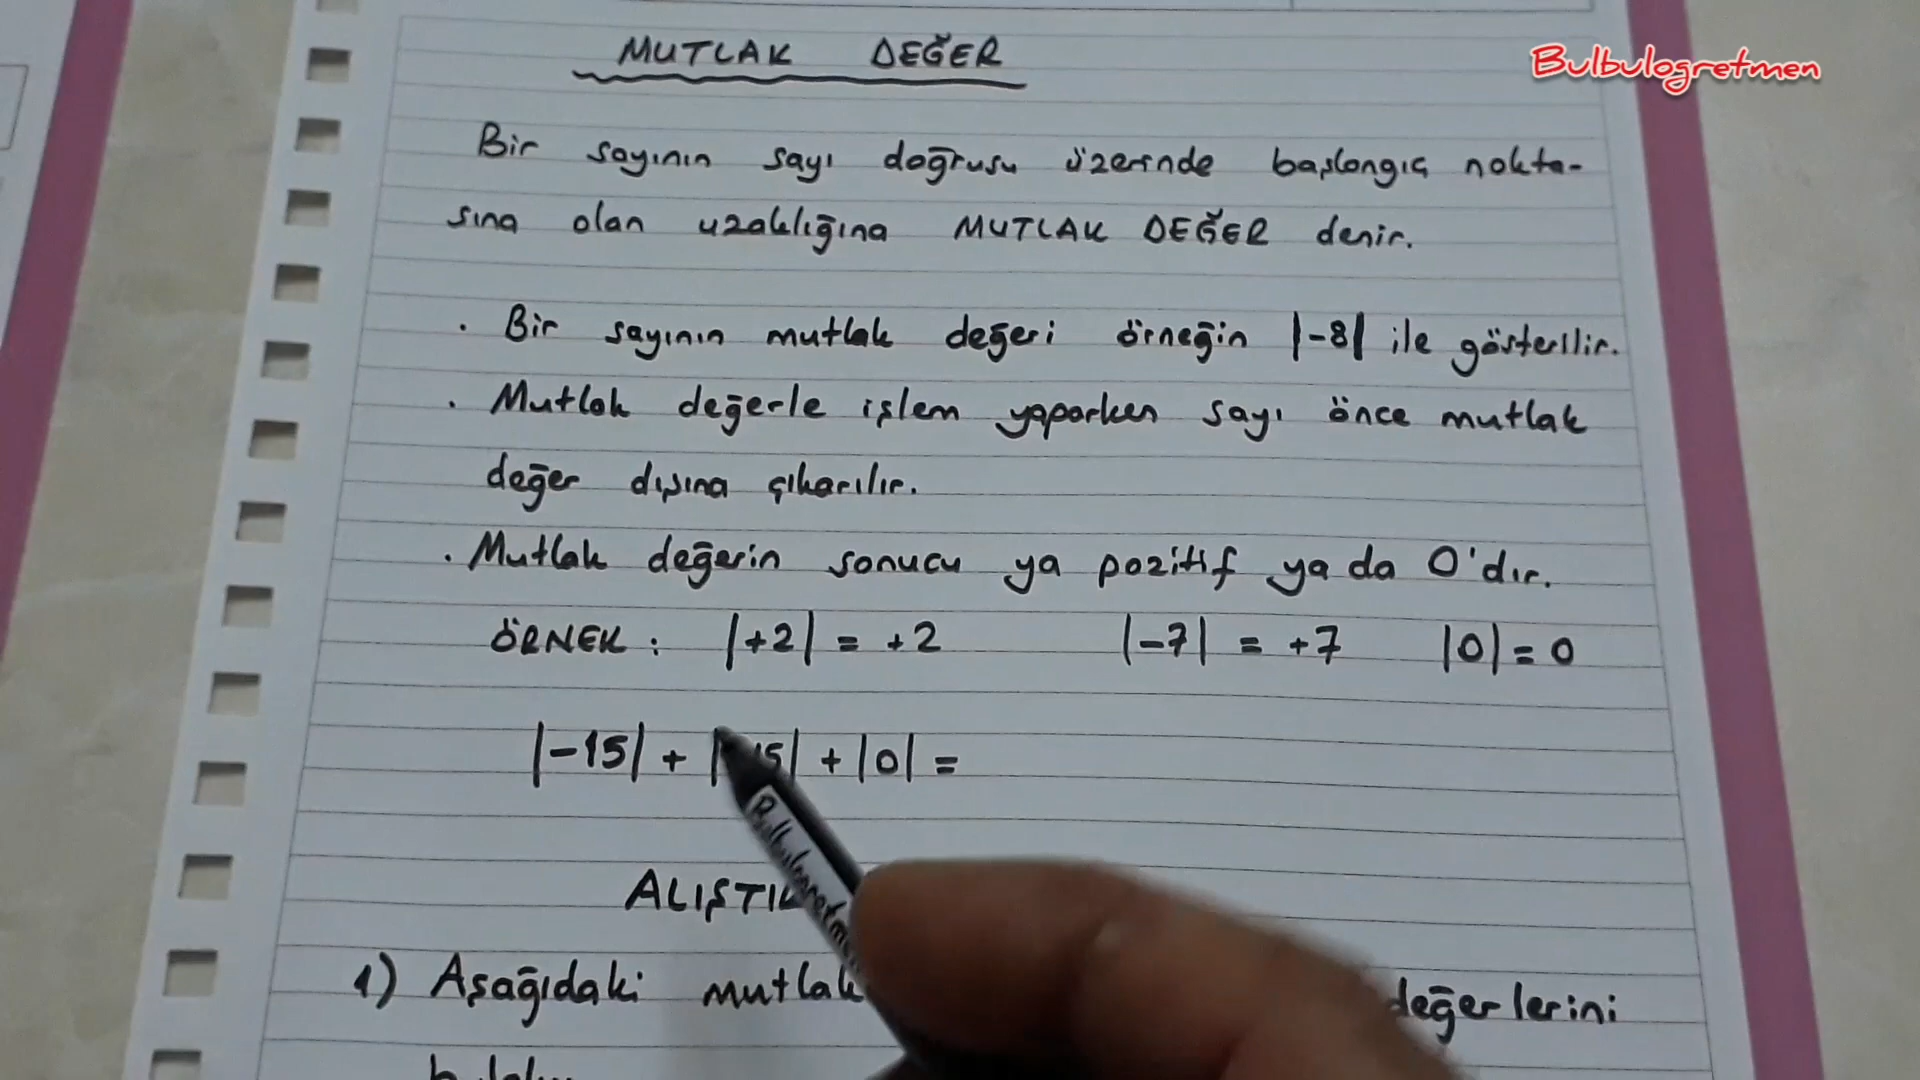 Bulbulogretmen
MUTLAK DEĞER
Bir sayının sayı doğrusu üzerinde başlangıç nokta-
sına olan uzaklığına MUTLAK DEĞER denir.
. Bir sayının mutlak değeri örneğin |-8| ile gösterilir.
. Mutlak değerle işlem yaparken sayı önce mutlak
değer dışına çıkarılır.
. Mutlak değerin sonucu ya pozitif ya da 0'dır.
ÖRNEK : |+2| = +2 |-7| = +7 |0| = 0
|-15| + | 15| + |0| =
1) Aşağıdaki mutlak değerlerini